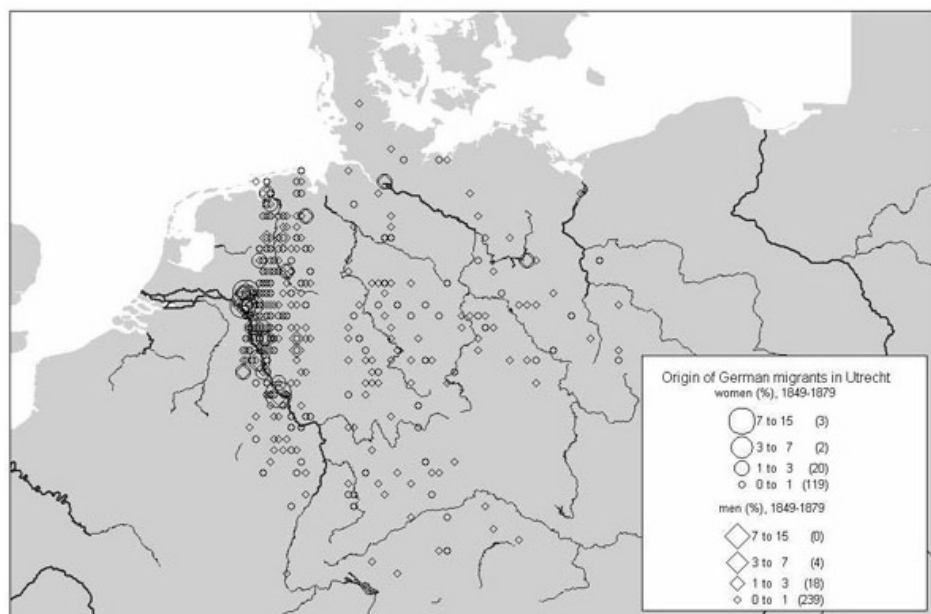 Origin of German migrants in Utrecht
women (%), 1849-1879
7 to 15 (3)
3 to 7 (2)
1 to 3 (20)
0 to 1 (119)
men (%), 1849-1879
7 to 15 (0)
3 to 7 (4)
1 to 3 (18)
0 to 1 (239)